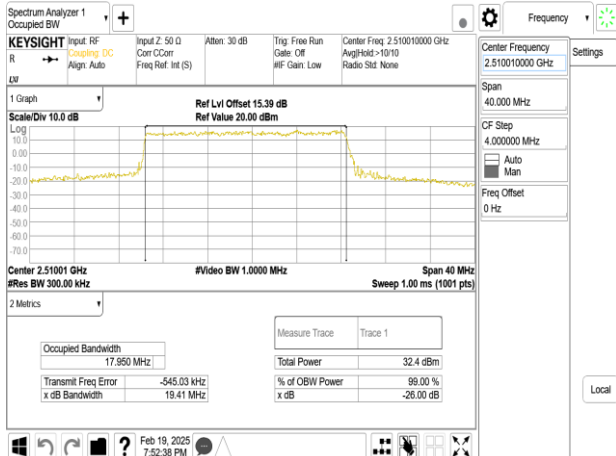 Spectrum Analyzer 1
Occupied BW
+
Frequency
KEYSIGHT
R
Input: RF
Coupling: DC
Align: Auto
Input Z: 50 Ω
Corr CCorr
Freq Ref: Int (S)
Atten: 30 dB
Trig: Free Run
Gate: Off
#IF Gain: Low
Center Freq: 2.510010000 GHz
Avg|Hold:>10/10
Radio Std: None
LXI
Center Frequency
2.510010000 GHz
Settings
Span
40.000 MHz
CF Step
4.000000 MHz
Auto
Man
Freq Offset
0 Hz
Local
1 Graph
Scale/Div 10.0 dB
Ref Lvl Offset 15.39 dB
Ref Value 20.00 dBm
Log
10.0
0.00
-10.0
-20.0
-30.0
-40.0
-50.0
-60.0
-70.0
Center 2.51001 GHz
#Res BW 300.00 kHz
#Video BW 1.0000 MHz
Span 40 MHz
Sweep 1.00 ms (1001 pts)
2 Metrics
Measure Trace
Trace 1
Occupied Bandwidth
17.950 MHz
Total Power
32.4 dBm
Transmit Freq Error
-545.03 kHz
% of OBW Power
99.00 %
x dB Bandwidth
19.41 MHz
x dB
-26.00 dB
?
Feb 19, 2025
7:52:38 PM